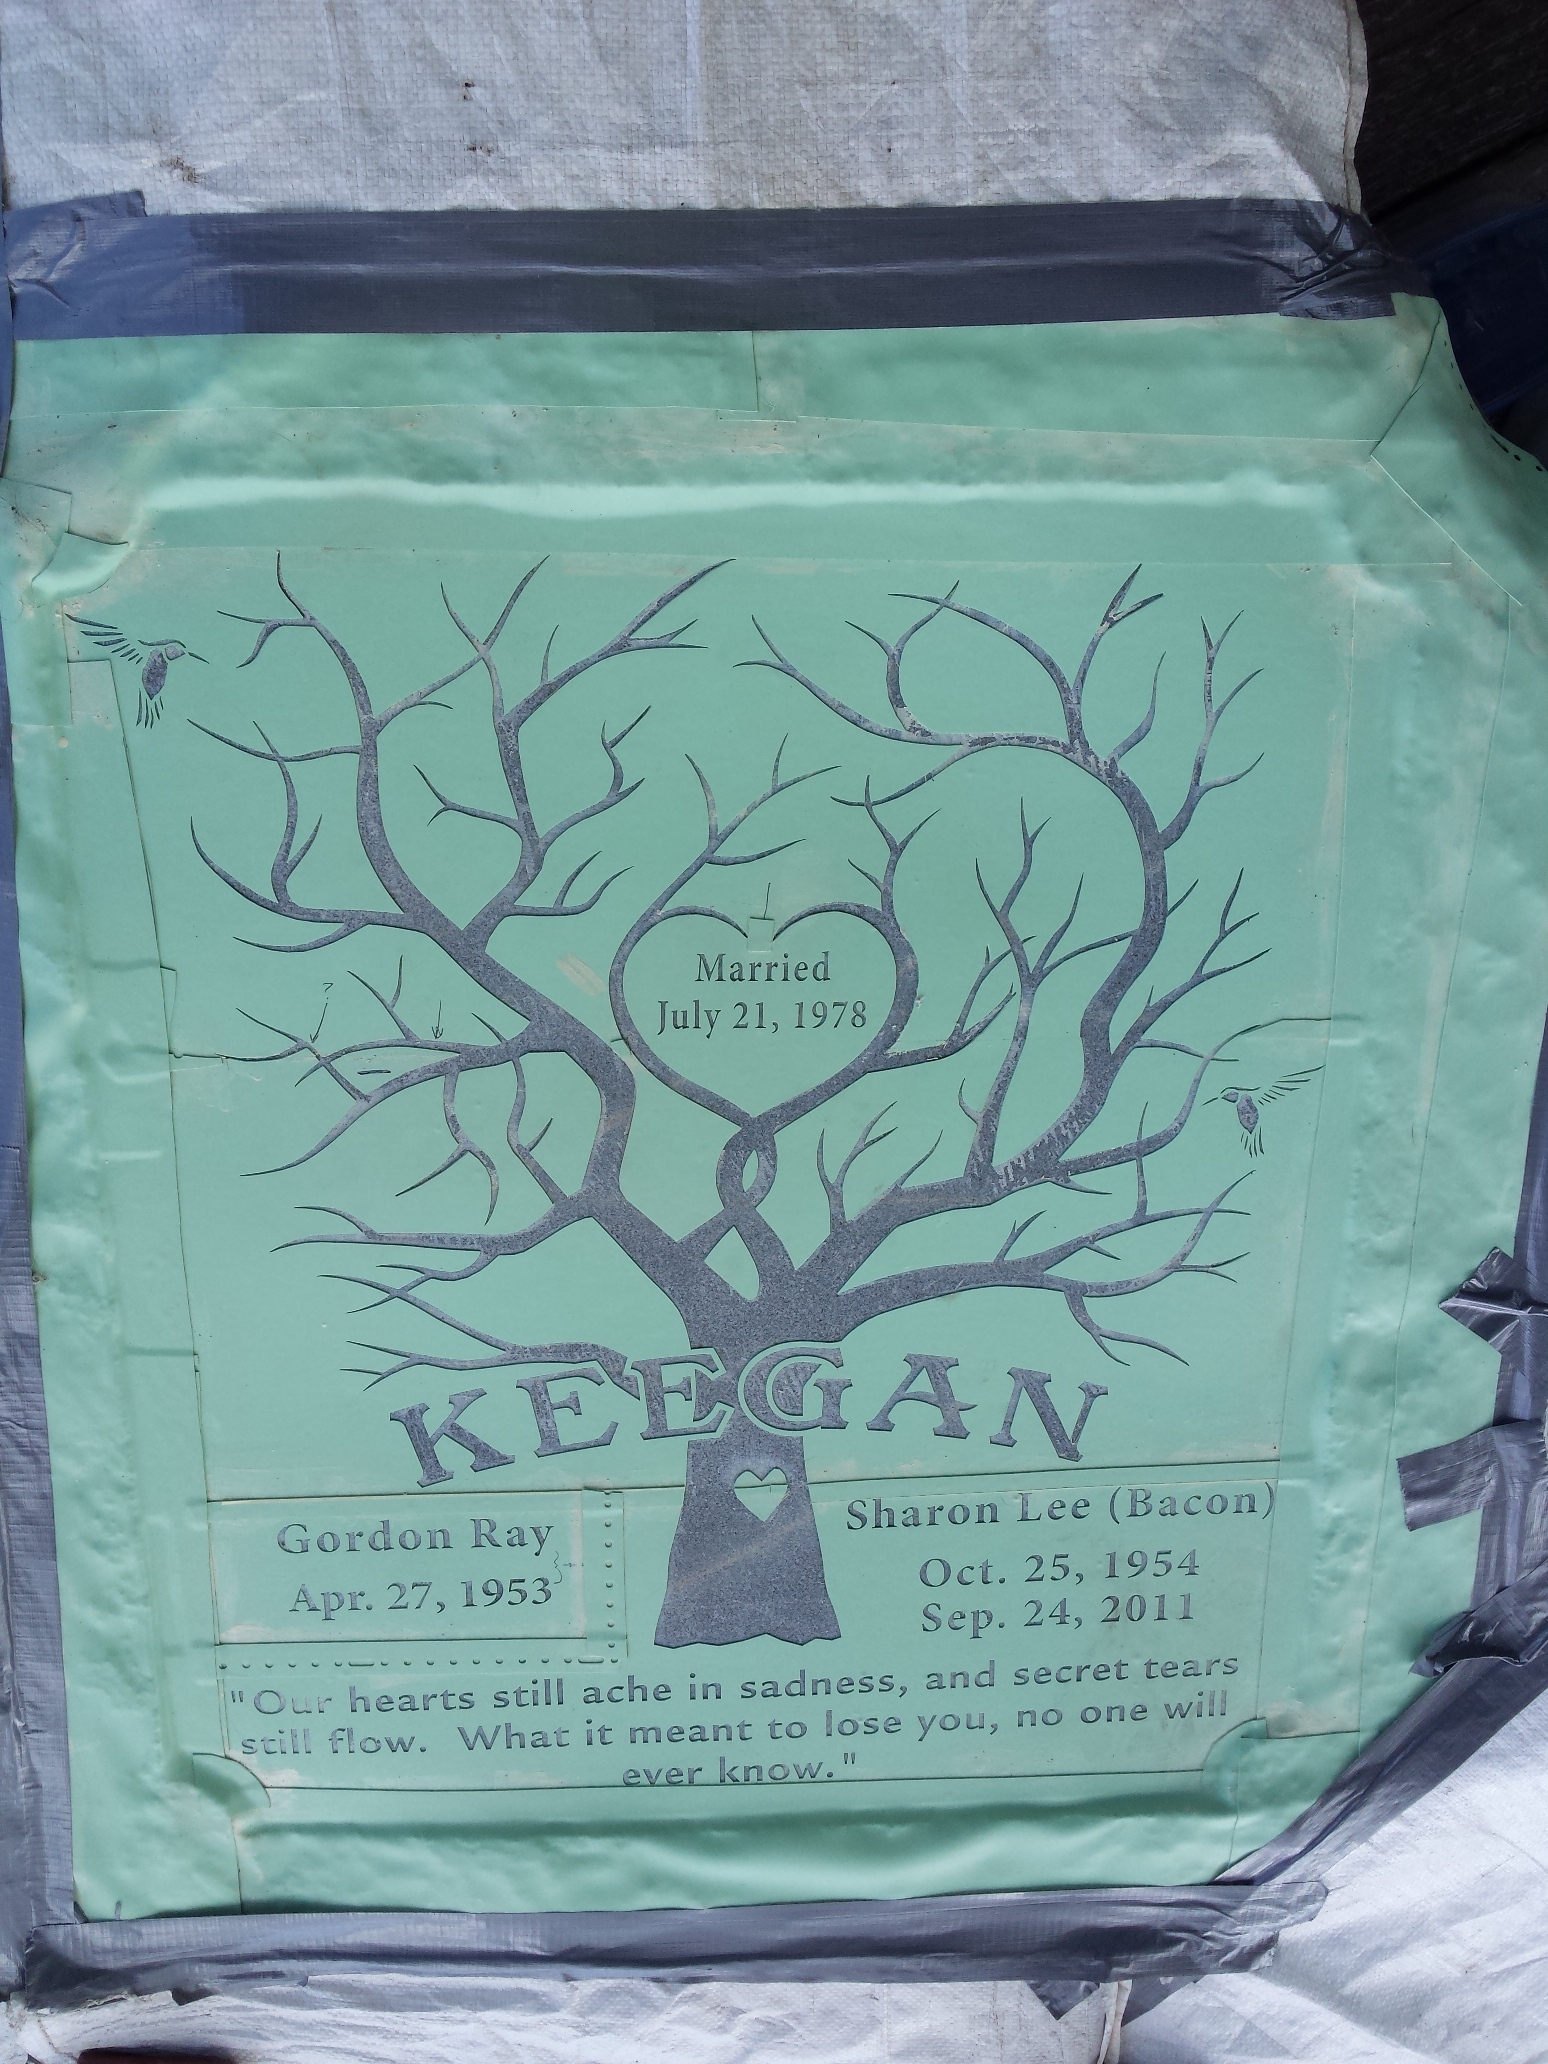 Married
July 21, 1978
?
KEEGAN
Gordon Ray
Apr. 27, 1953
Sharon Lee (Bacon)
Oct. 25, 1954
Sep. 24, 2011
"Our hearts still ache in sadness, and secret tears
still flow. What it meant to lose you, no one will
ever know."